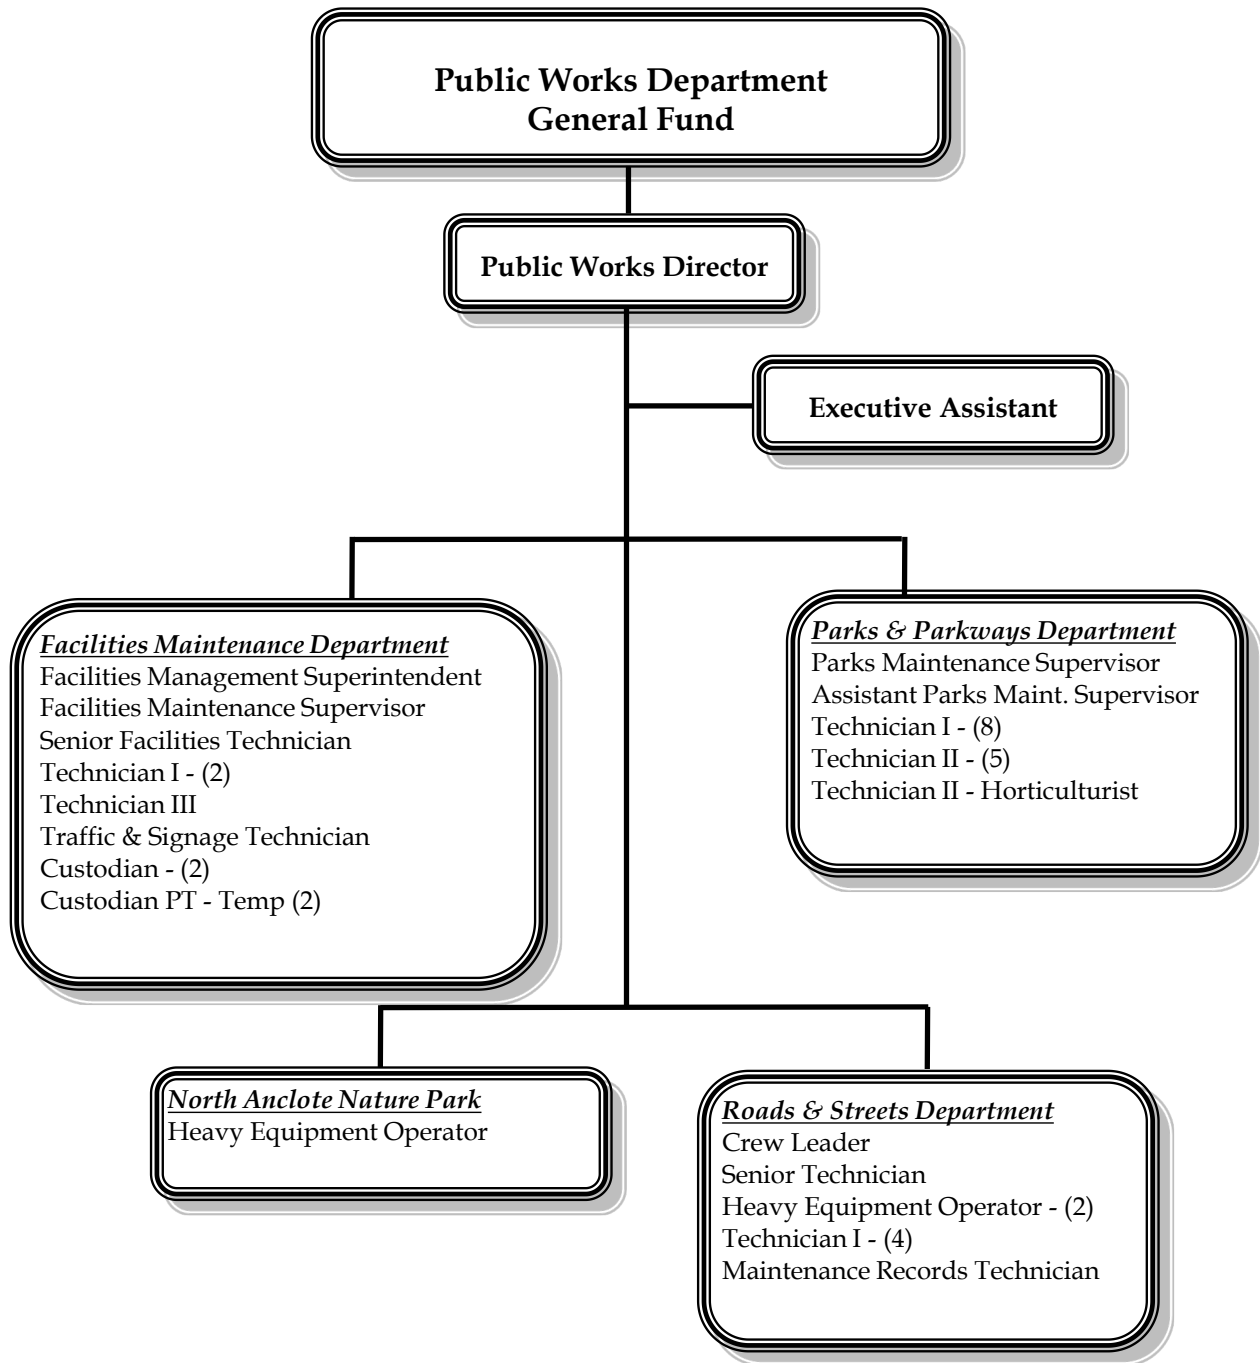 Public Works Department
General Fund
Public Works Director
Executive Assistant
Facilities Maintenance Department
Facilities Management Superintendent
Facilities Maintenance Supervisor
Senior Facilities Technician
Technician I - (2)
Technician III
Traffic & Signage Technician
Custodian - (2)
Custodian PT - Temp (2)
Parks & Parkways Department
Parks Maintenance Supervisor
Assistant Parks Maint. Supervisor
Technician I - (8)
Technician II - (5)
Technician II - Horticulturist
North Anclote Nature Park
Heavy Equipment Operator
Roads & Streets Department
Crew Leader
Senior Technician
Heavy Equipment Operator - (2)
Technician I - (4)
Maintenance Records Technician